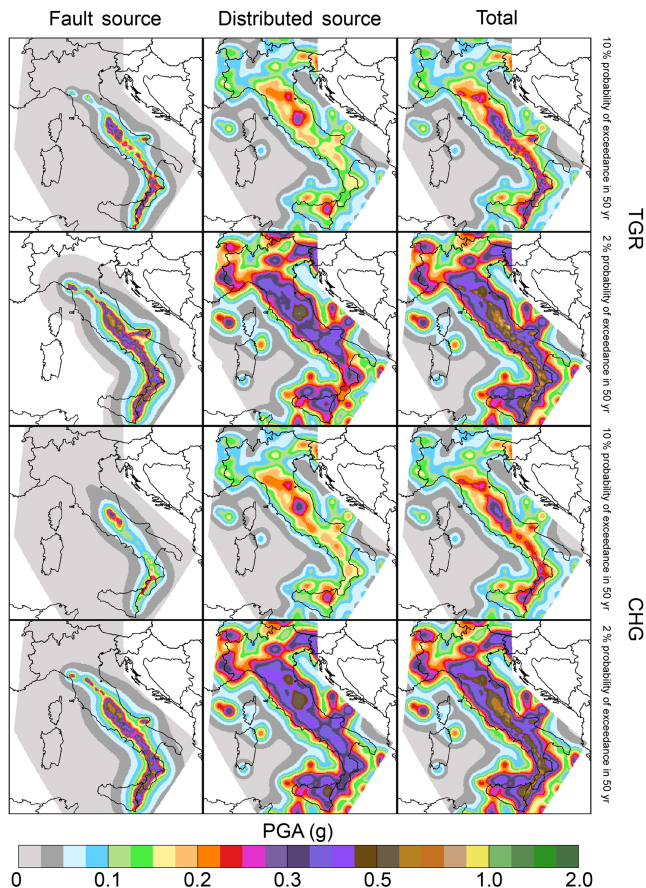 Fault source Distributed source Total
10 % probability of exceedance in 50 yr
TGR
2 % probability of exceedance in 50 yr
10 % probability of exceedance in 50 yr
CHG
2 % probability of exceedance in 50 yr
PGA (g)
0 0.1 0.2 0.3 0.5 1.0 2.0